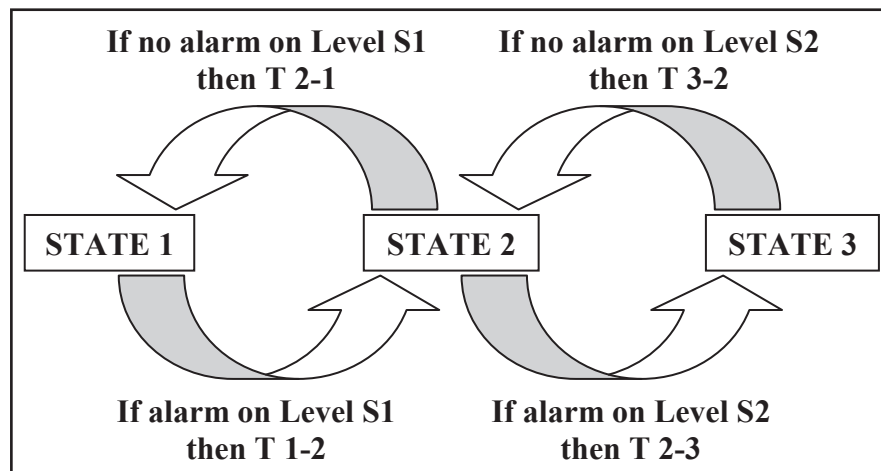 If no alarm on Level S1
then T 2-1
If no alarm on Level S2
then T 3-2
STATE 1
STATE 2
STATE 3
If alarm on Level S1
then T 1-2
If alarm on Level S2
then T 2-3